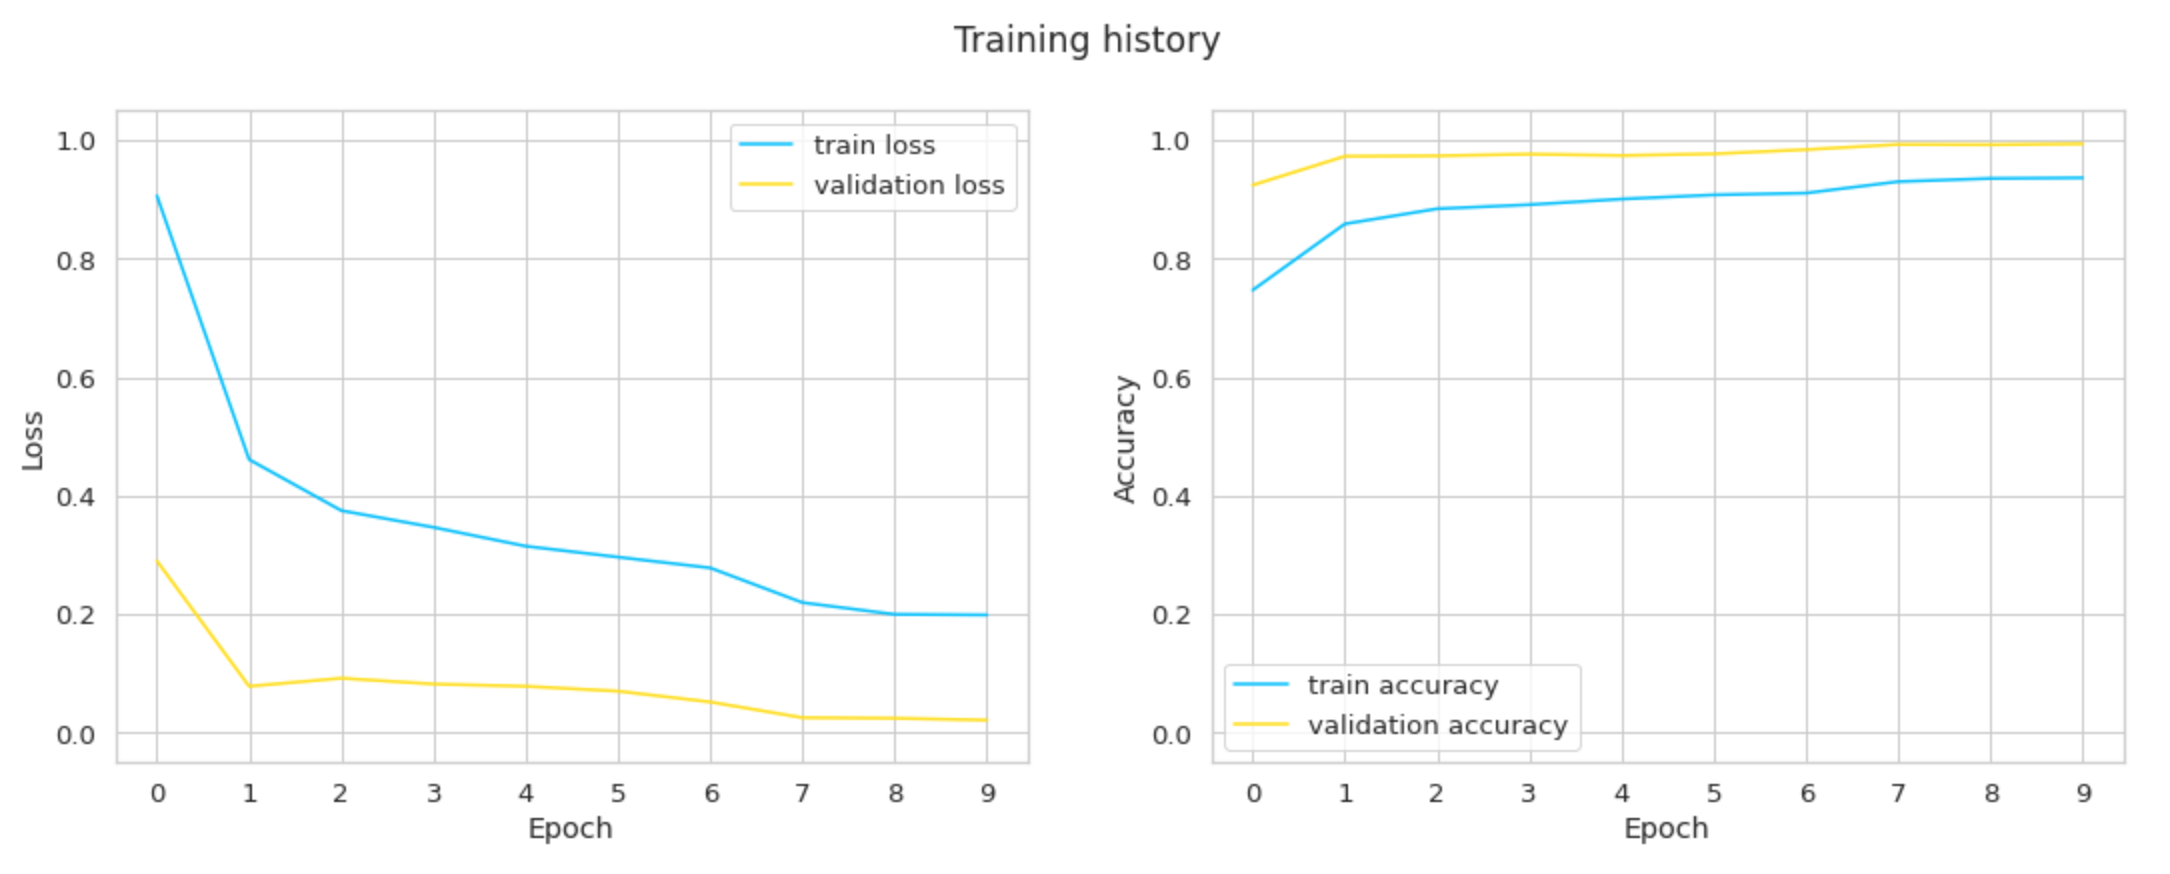 Training history
1.0
0.8
0.6
0.4
0.2
0.0
Loss
train loss
validation loss
0 1 2 3 4 5 6 7 8 9
Epoch
1.0
0.8
0.6
0.4
0.2
0.0
Accuracy
train accuracy
validation accuracy
0 1 2 3 4 5 6 7 8 9
Epoch